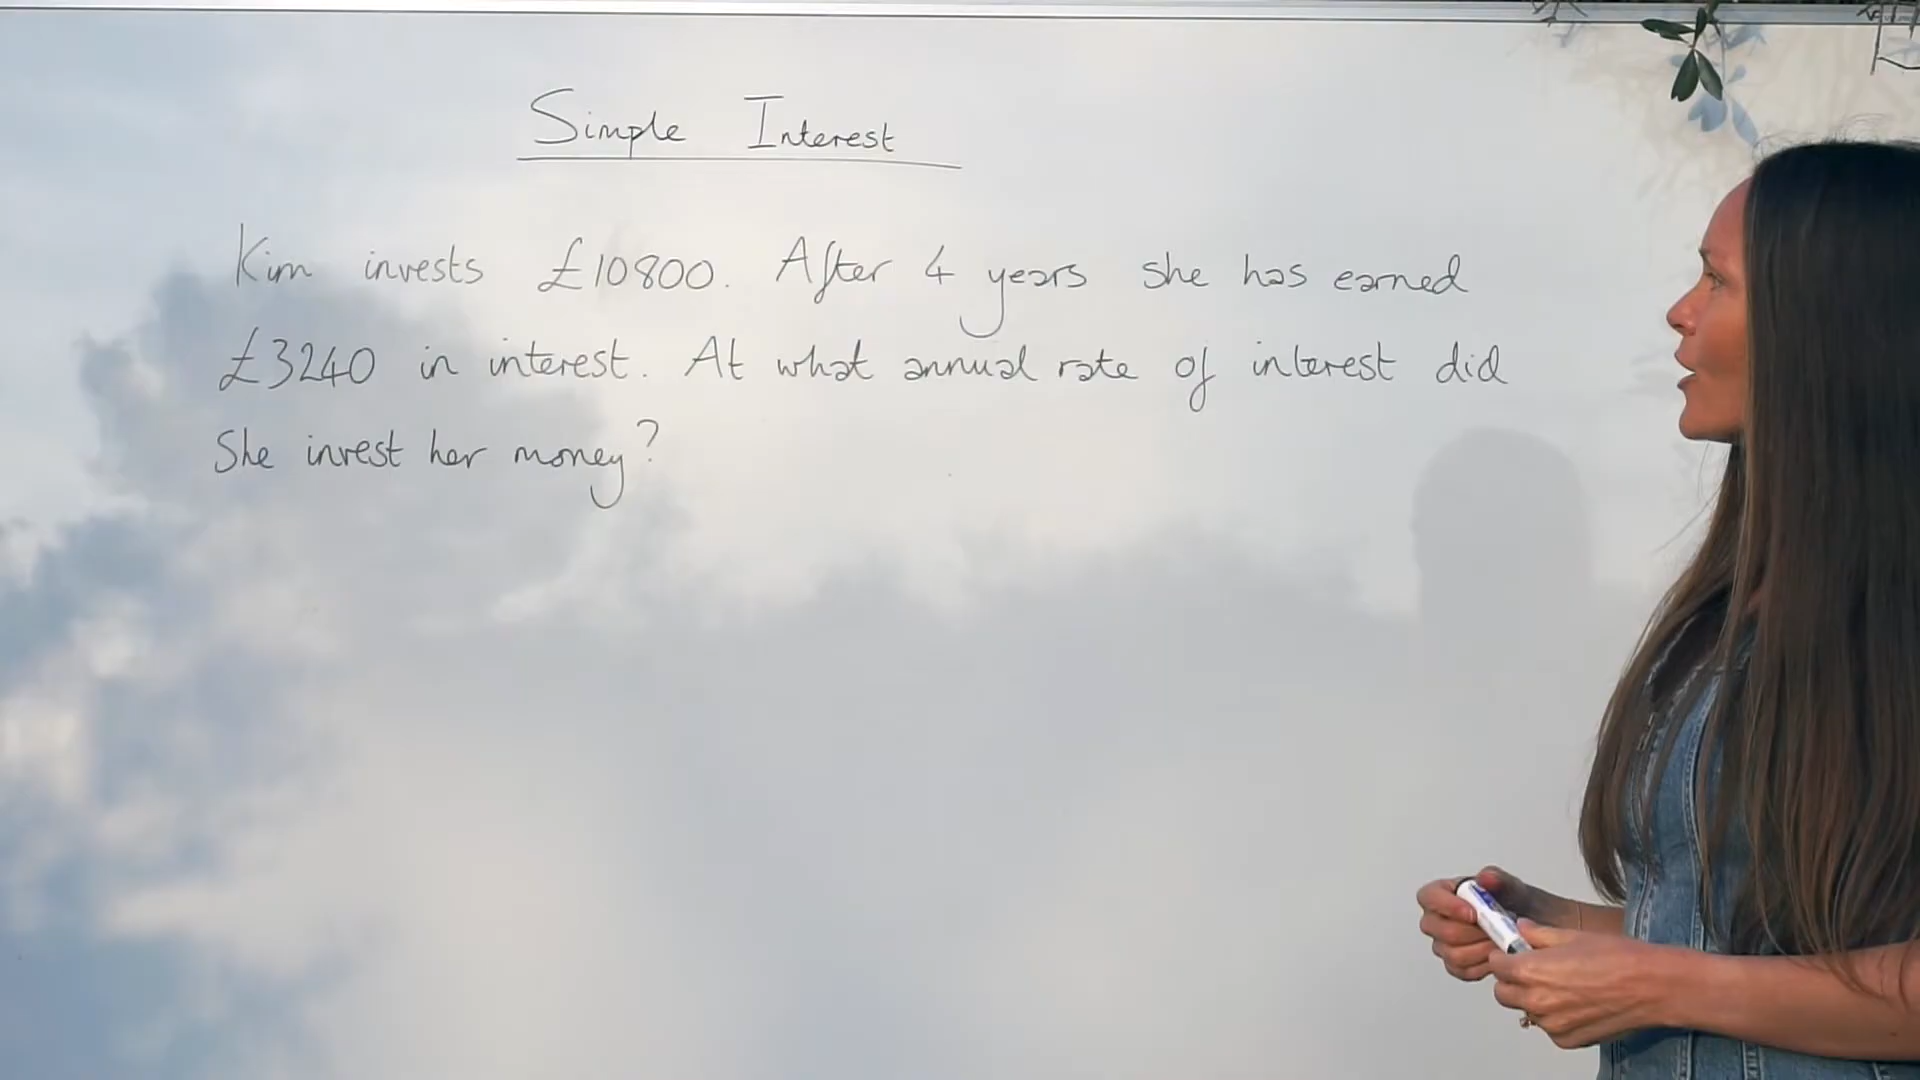 Simple Interest
Kim invests £10800. After 4 years she has earned
£3240 in interest. At what annual rate of interest did
She invest her money?